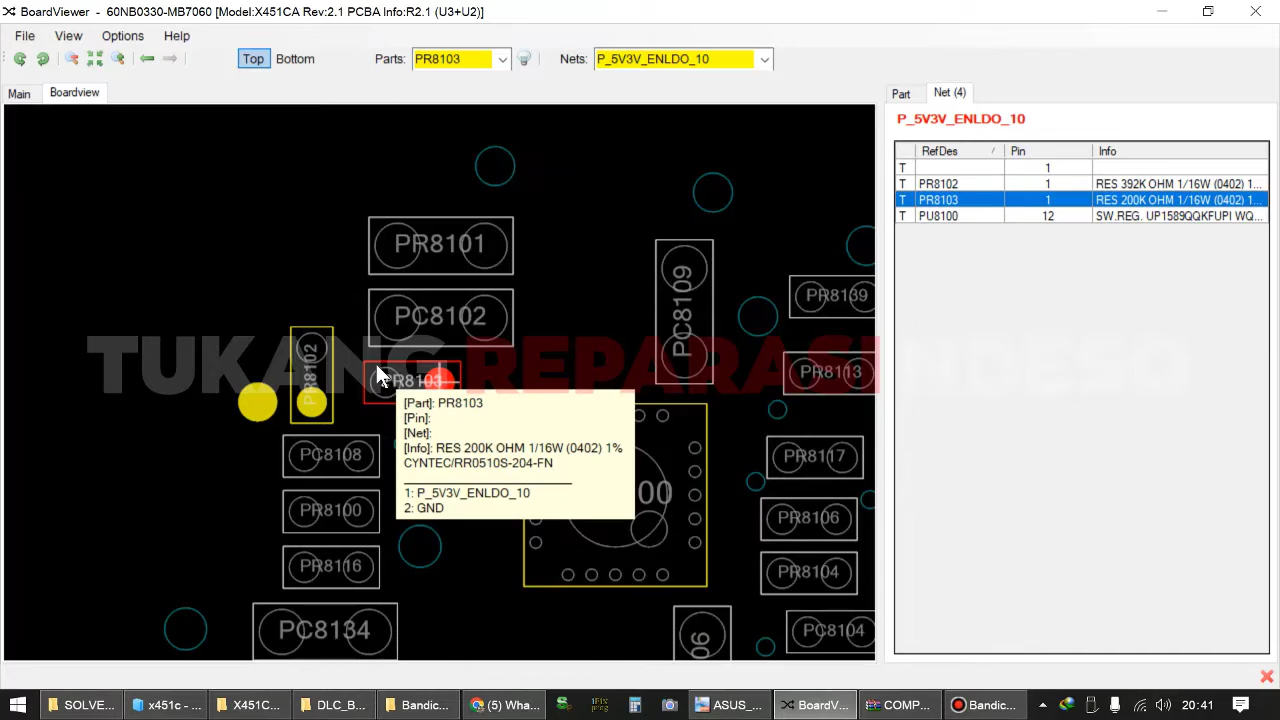 BoardViewer - 60NB0330-MB7060 [Model:X451CA Rev:2.1 PCBA Info:R2.1 (U3+U2)]
File View Options Help
Top Bottom Parts: PR8103 Nets: P_5V3V_ENLDO_10
Main Boardview
Part Net (4)
P_5V3V_ENLDO_10
RefDes / Pin Info
T 1
T PR8102 1 RES 392K OHM 1/16W (0402) 1...
T PR8103 1 RES 200K OHM 1/16W (0402) 1...
T PU8100 12 SW.REG. UP1589QQKFUPI WQ...
PR8101
PC8102
PC8109
PR8139
PR8102
PR8103
PR8113
TUKANG REPARASI
[Part]: PR8103
[Pin]:
[Net]:
[Info]: RES 200K OHM 1/16W (0402) 1%
CYNTEC/RR0510S-204-FN
1: P_5V3V_ENLDO_10
2: GND
PC8108
PR8117
PR8100
00
PR8106
PR8116
PR8104
PC8134
06
PC8104
SOLVE... x451c - ... X451C... DLC_B... Bandic... (5) Wha... 1Fix ASUS_... BoardV... COMP... Bandic... 20:41